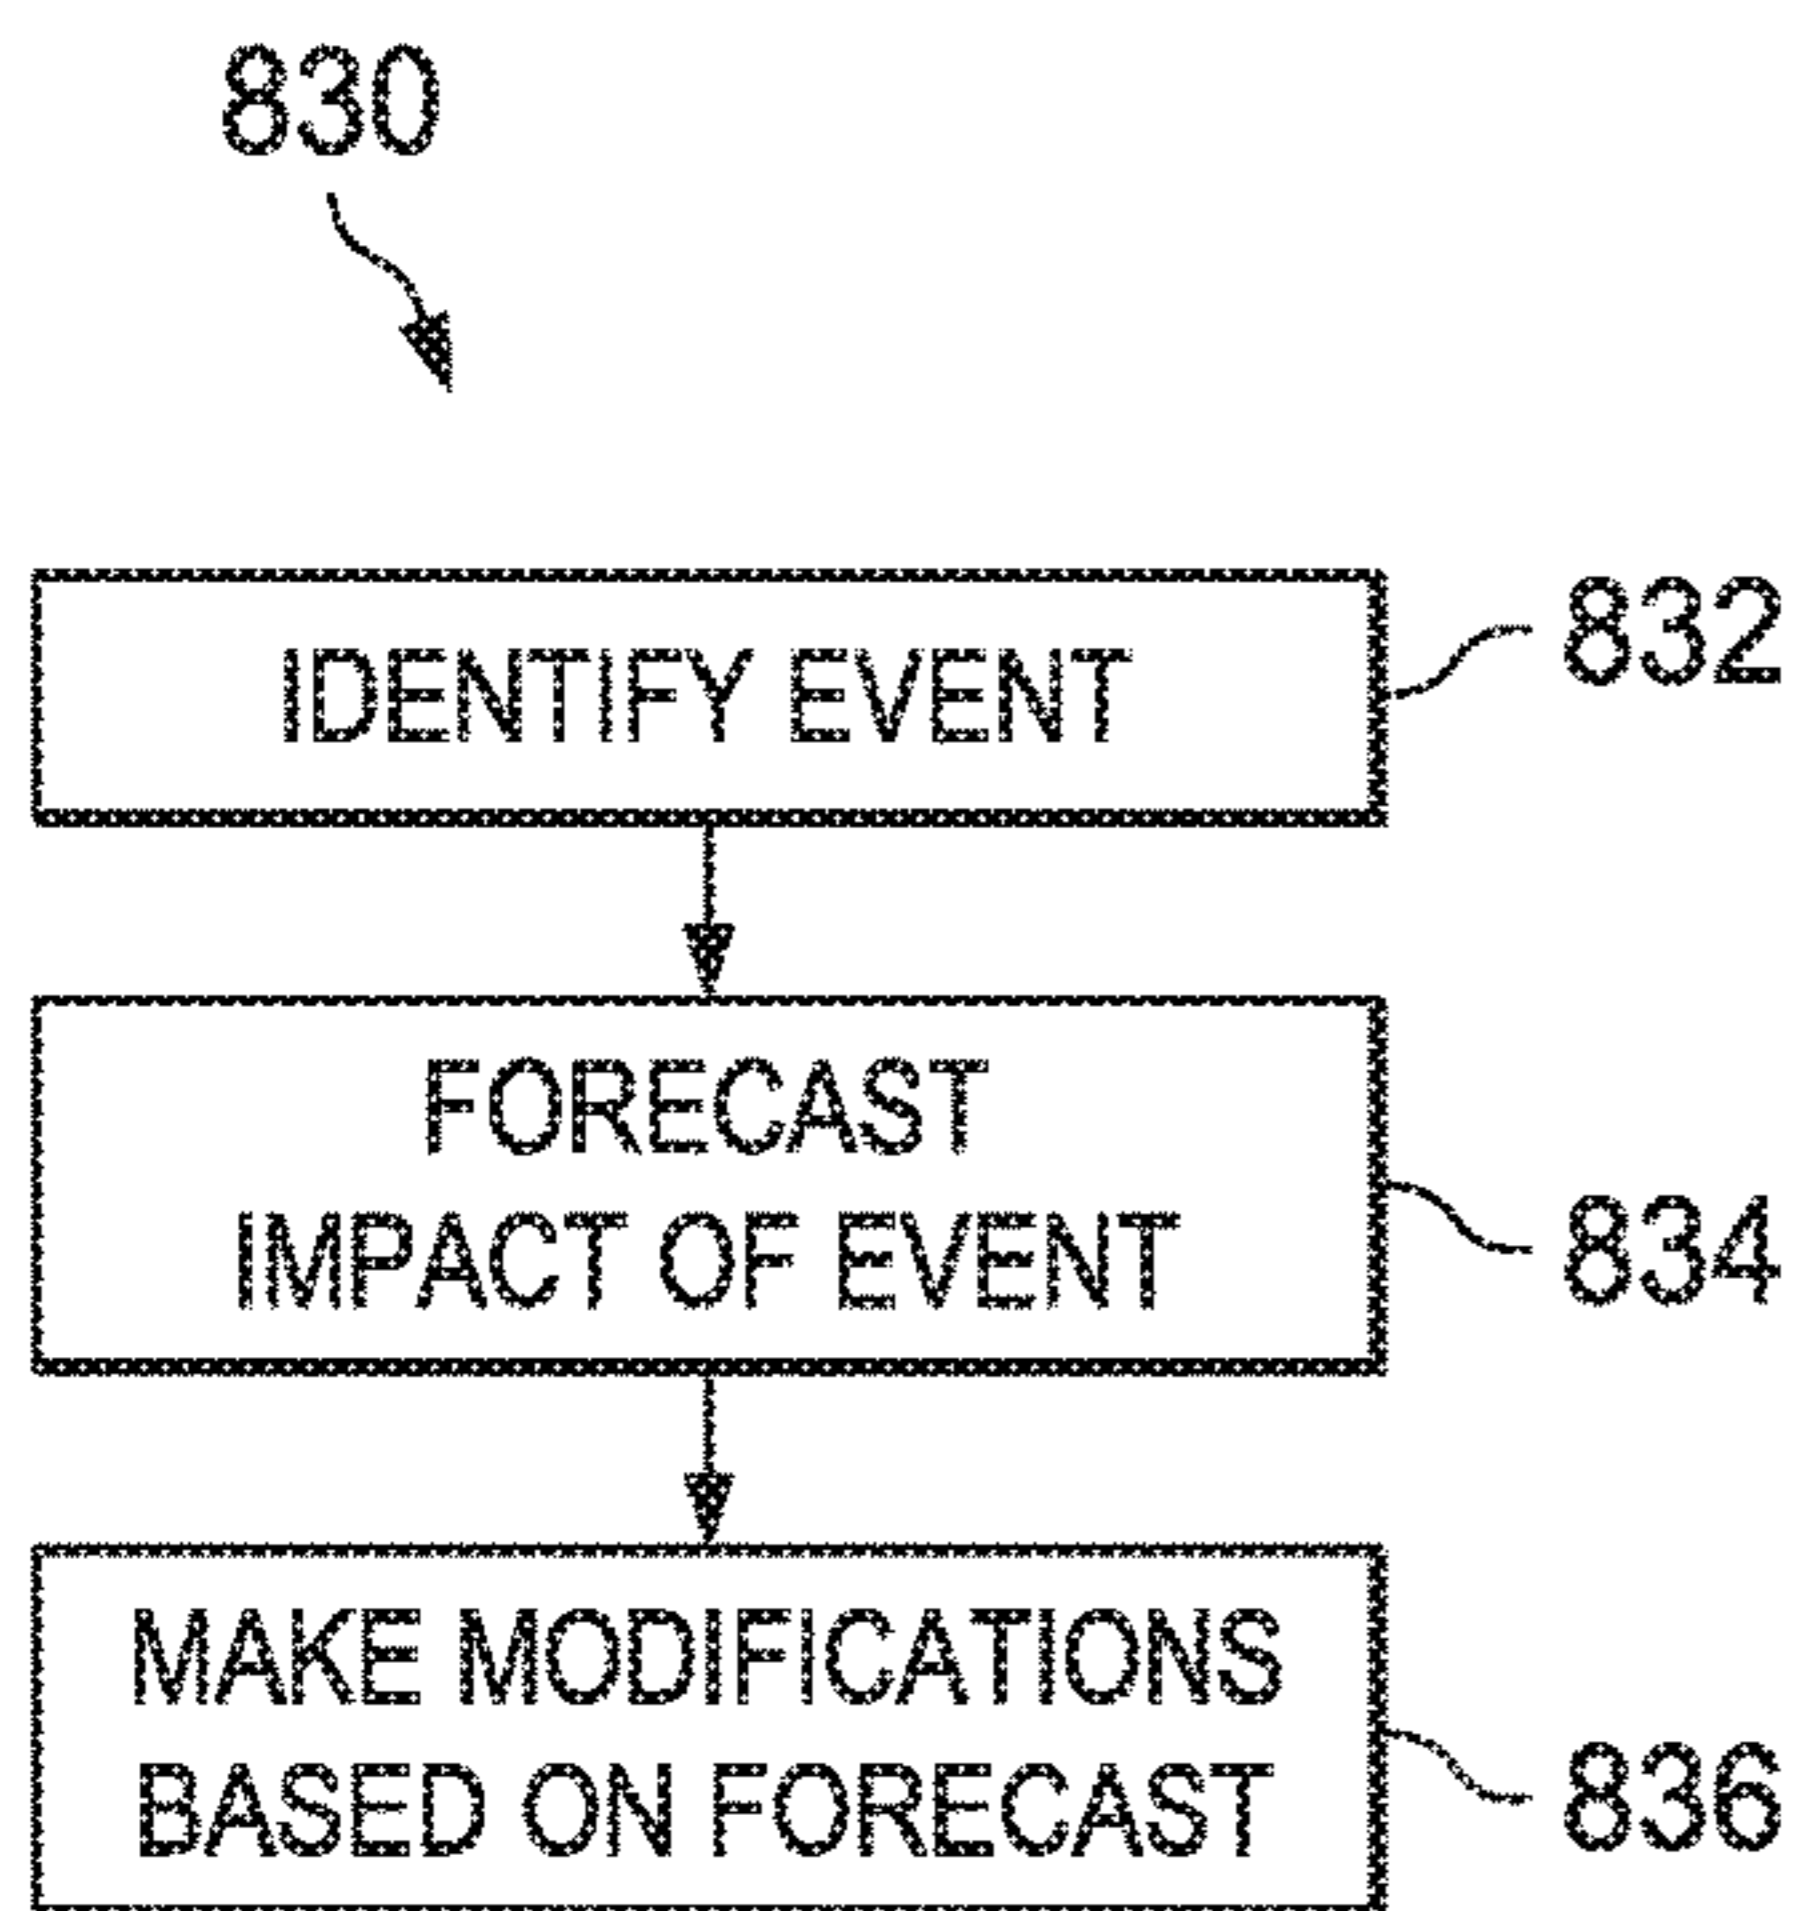 830
IDENTIFY EVENT
832
FORECAST
IMPACT OF EVENT
834
MAKE MODIFICATIONS
BASED ON FORECAST
836